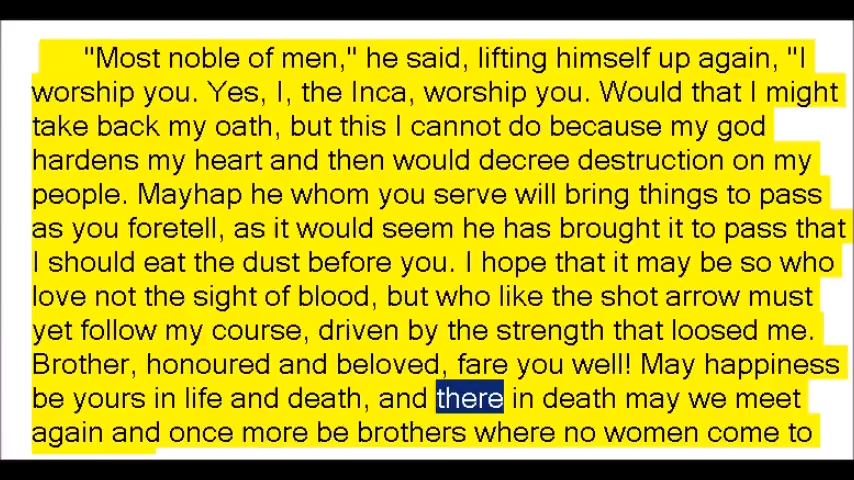 "Most noble of men," he said, lifting himself up again, "I
worship you. Yes, I, the Inca, worship you. Would that I might
take back my oath, but this I cannot do because my god
hardens my heart and then would decree destruction on my
people. Mayhap he whom you serve will bring things to pass
as you foretell, as it would seem he has brought it to pass that
I should eat the dust before you. I hope that it may be so who
love not the sight of blood, but who like the shot arrow must
yet follow my course, driven by the strength that loosed me.
Brother, honoured and beloved, fare you well! May happiness
be yours in life and death, and there in death may we meet
again and once more be brothers where no women come to